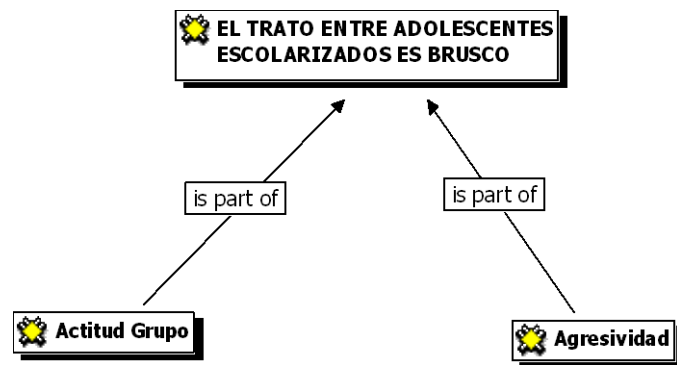 EL TRATO ENTRE ADOLESCENTES
ESCOLARIZADOS ES BRUSCO
is part of
is part of
Actitud Grupo
Agresividad